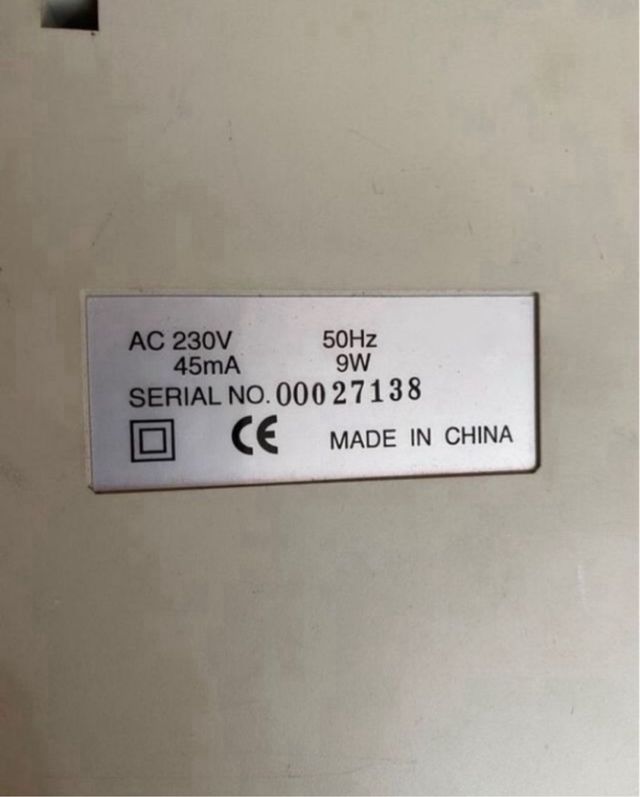 AC 230V 50Hz
45mA 9W
SERIAL NO. 00027138
CE MADE IN CHINA